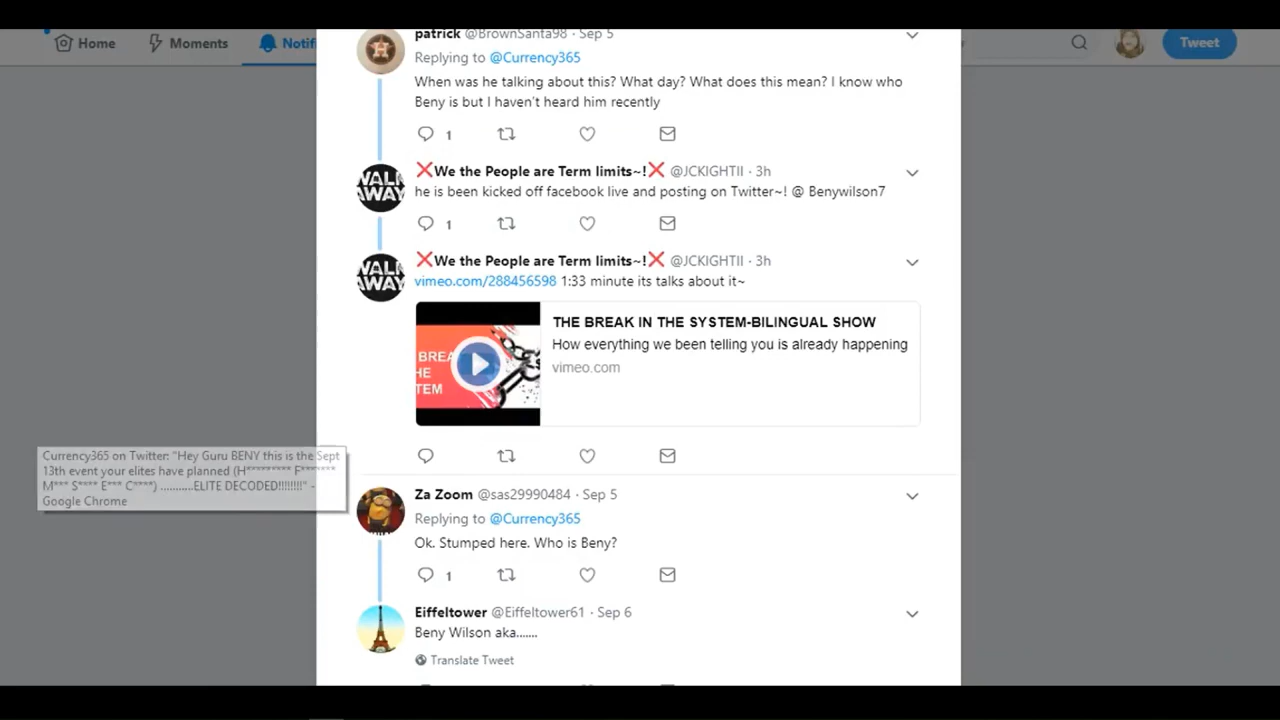 Home
Moments
Notif
Tweet
patrick @BrownSanta98 · Sep 5
Replying to @Currency365
When was he talking about this? What day? What does this mean? I know who
Beny is but I haven't heard him recently
1
❌We the People are Term limits~!❌ @JCKIGHTII · 3h
WALK
AWAY
he is been kicked off facebook live and posting on Twitter~! @ Benywilson7
1
❌We the People are Term limits~!❌ @JCKIGHTII · 3h
WALK
AWAY
vimeo.com/288456598 1:33 minute its talks about it~
BREA
HE
TEM
THE BREAK IN THE SYSTEM-BILINGUAL SHOW
How everything we been telling you is already happening
vimeo.com
Currency365 on Twitter: "Hey Guru BENY this is the Sept
13th event your elites have planned (H********* F*******
M*** S**** E*** C****) ...........ELITE DECODED!!!!!!!!" -
Google Chrome
Za Zoom @sas29990484 · Sep 5
Replying to @Currency365
Ok. Stumped here. Who is Beny?
1
Eiffeltower @Eiffeltower61 · Sep 6
Beny Wilson aka.......
Translate Tweet